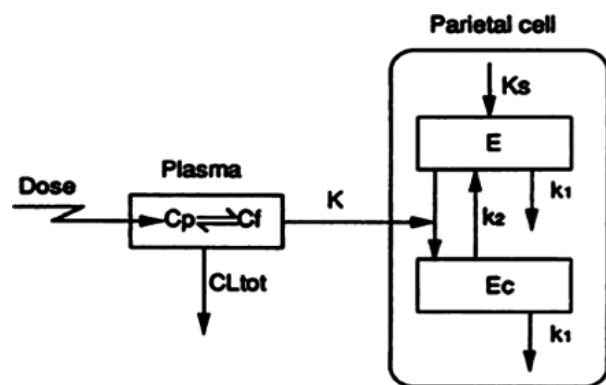 Parietal cell
Ks
E
Plasma
Dose
K
k1
Cp Cf
k2
CLtot
Ec
k1